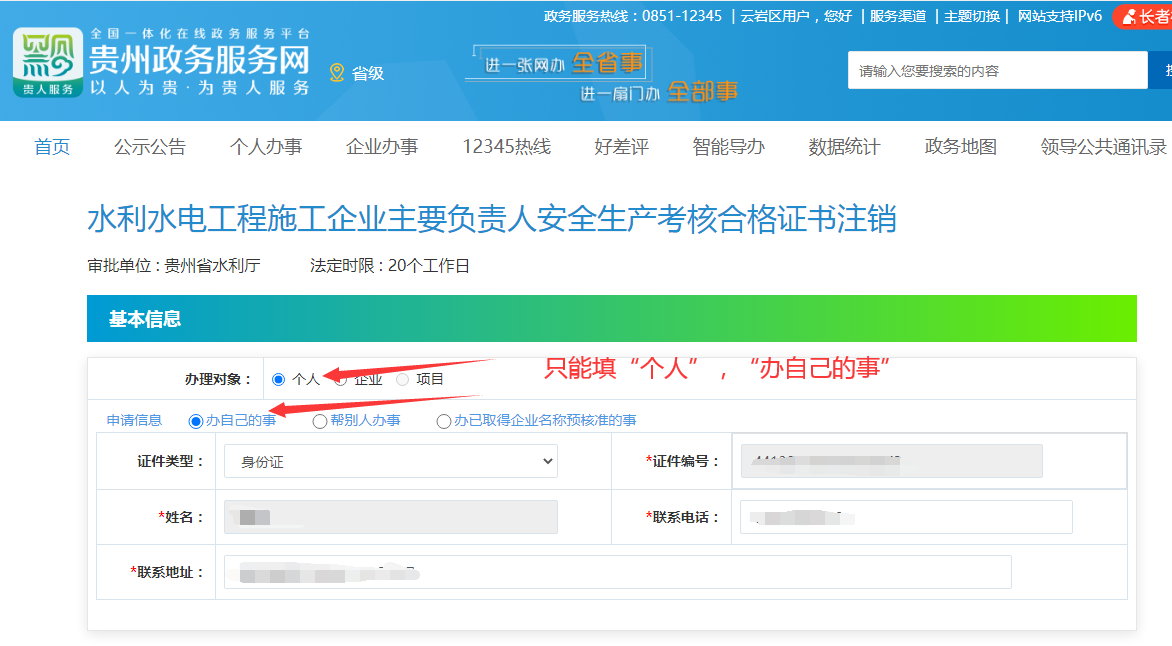 政务服务热线：0851-12345 | 云岩区用户，您好 | 服务渠道 | 主题切换 | 网站支持IPv6 长者
全国一体化在线政务服务平台
贵州政务服务网
以人为贵·为贵人服务
贵人服务
省级
进一张网办 全省事
进一扇门办 全部事
请输入您要搜索的内容
首页 公示公告 个人办事 企业办事 12345热线 好差评 智能导办 数据统计 政务地图 领导公共通讯录
水利水电工程施工企业主要负责人安全生产考核合格证书注销
审批单位：贵州省水利厅 法定时限：20个工作日
基本信息
只能填“个人”，“办自己的事”
办理对象： 个人 企业 项目
申请信息 办自己的事 帮别人办事 办已取得企业名称预核准的事
证件类型： 身份证 *证件编号：
*姓名： *联系电话：
*联系地址：